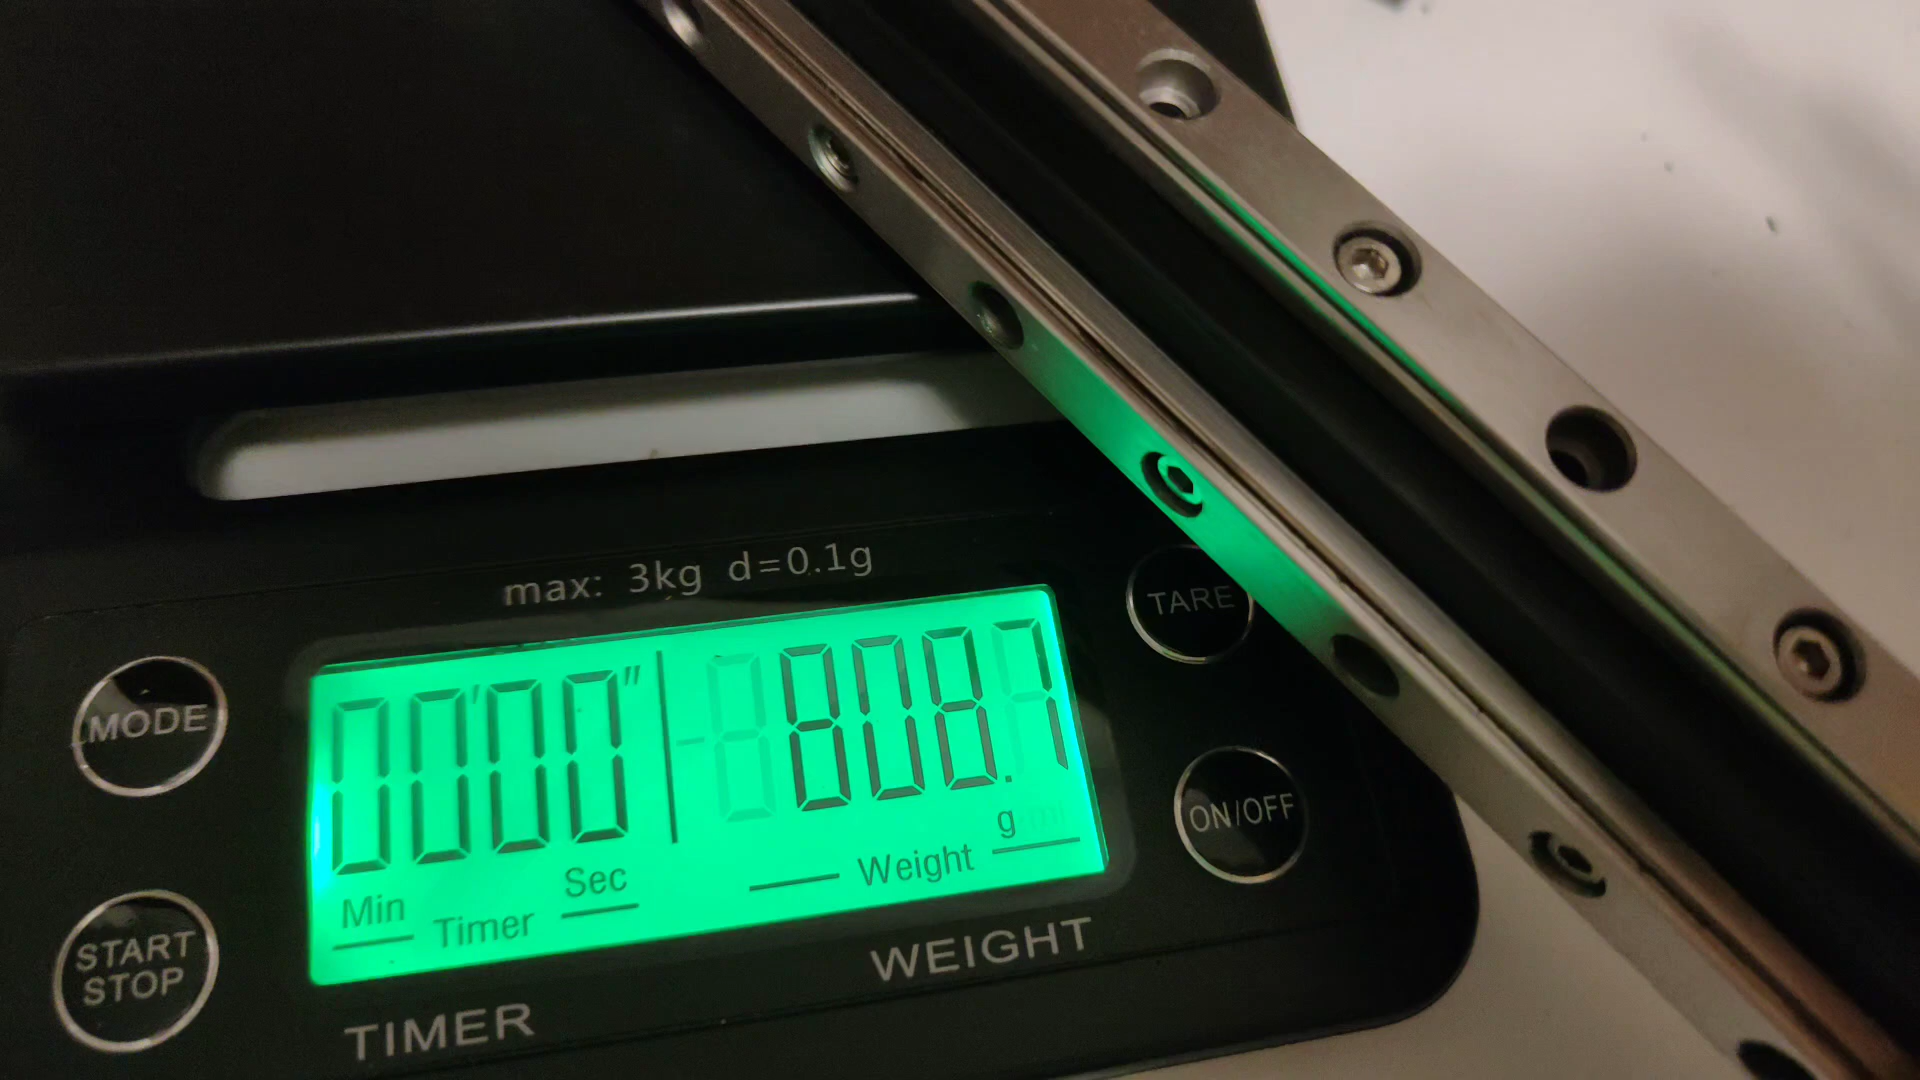 max: 3kg d=0.1g
00'00" 808.7
g
Min Timer Sec Weight
MODE
START
STOP
TARE
ON/OFF
TIMER
WEIGHT